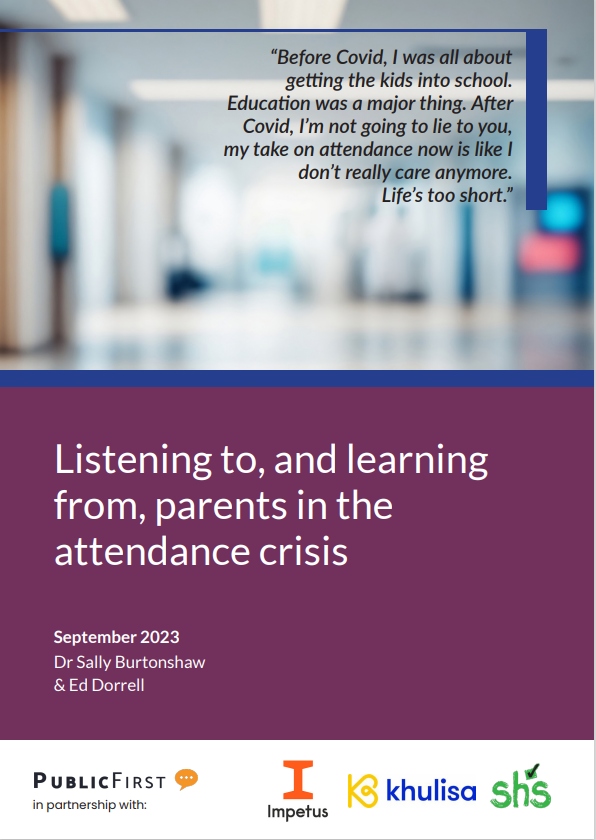 “Before Covid, I was all about
getting the kids into school.
Education was a major thing. After
Covid, I’m not going to lie to you,
my take on attendance now is like I
don’t really care anymore.
Life’s too short.”
Listening to, and learning
from, parents in the
attendance crisis
September 2023
Dr Sally Burtonshaw
& Ed Dorrell
PUBLICFIRST
in partnership with:
Impetus
khulisa
shs